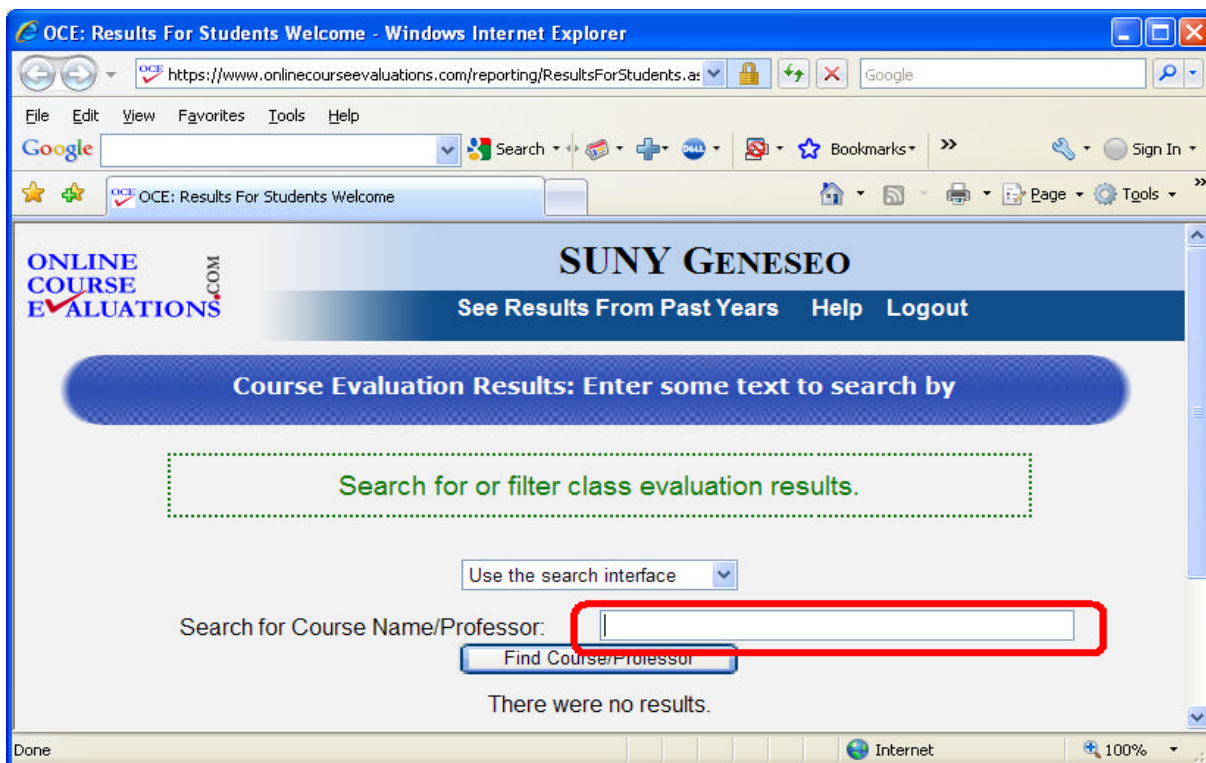 OCE: Results For Students Welcome - Windows Internet Explorer
OCE https://www.onlinecourseevaluations.com/reporting/ResultsForStudents.as Google
File Edit View Favorites Tools Help
Google Search Bookmarks Sign In
OCE OCE: Results For Students Welcome Page Tools
ONLINE COURSE EVALUATIONS .COM
SUNY GENESEO
See Results From Past Years Help Logout
Course Evaluation Results: Enter some text to search by
Search for or filter class evaluation results.
Use the search interface
Search for Course Name/Professor:
Find Course/Professor
There were no results.
Done Internet 100%